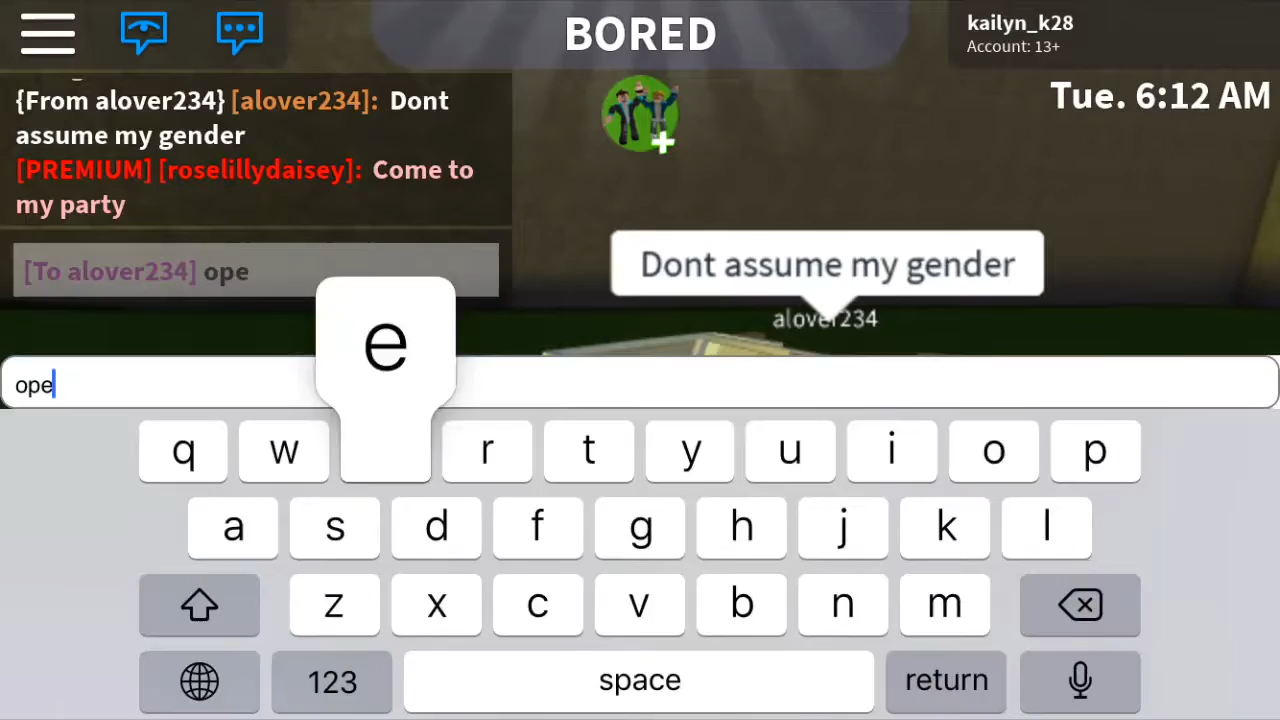 BORED
kailyn_k28
Account: 13+
{From alover234} [alover234]: Dont
assume my gender
[PREMIUM] [roselillydaisey]: Come to
my party
[To alover234] ope
Tue. 6:12 AM
Dont assume my gender
alover234
ope
e
q w r t y u i o p
a s d f g h j k l
z x c v b n m
123 space return